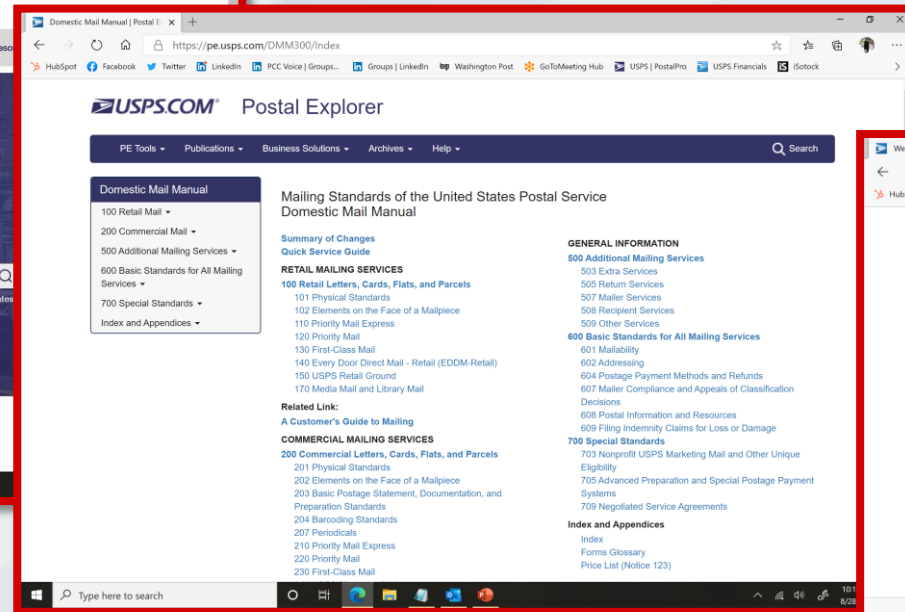 Domestic Mail Manual | Postal E
https://pe.usps.com/DMM300/Index
HubSpot Facebook Twitter LinkedIn PCC Voice | Groups... Groups | LinkedIn Washington Post GoToMeeting Hub USPS | PostalPro USPS Financials iSotock
USPS.COM® Postal Explorer
PE Tools Publications Business Solutions Archives Help Search
Domestic Mail Manual
100 Retail Mail
200 Commercial Mail
500 Additional Mailing Services
600 Basic Standards for All Mailing
Services
700 Special Standards
Index and Appendices
Mailing Standards of the United States Postal Service
Domestic Mail Manual
Summary of Changes
Quick Service Guide
RETAIL MAILING SERVICES
100 Retail Letters, Cards, Flats, and Parcels
101 Physical Standards
102 Elements on the Face of a Mailpiece
110 Priority Mail Express
120 Priority Mail
130 First-Class Mail
140 Every Door Direct Mail - Retail (EDDM-Retail)
150 USPS Retail Ground
170 Media Mail and Library Mail
Related Link:
A Customer's Guide to Mailing
COMMERCIAL MAILING SERVICES
200 Commercial Letters, Cards, Flats, and Parcels
201 Physical Standards
202 Elements on the Face of a Mailpiece
203 Basic Postage Statement, Documentation, and
Preparation Standards
204 Barcoding Standards
207 Periodicals
210 Priority Mail Express
220 Priority Mail
230 First-Class Mail
GENERAL INFORMATION
500 Additional Mailing Services
503 Extra Services
505 Return Services
507 Mailer Services
508 Recipient Services
509 Other Services
600 Basic Standards for All Mailing Services
601 Mailability
602 Addressing
604 Postage Payment Methods and Refunds
607 Mailer Compliance and Appeals of Classification
Decisions
608 Postal Information and Resources
609 Filing Indemnity Claims for Loss or Damage
700 Special Standards
703 Nonprofit USPS Marketing Mail and Other Unique
Eligibility
705 Advanced Preparation and Special Postage Payment
Systems
709 Negotiated Service Agreements
Index and Appendices
Index
Forms Glossary
Price List (Notice 123)
Type here to search
10:1
8/28
We
Hub